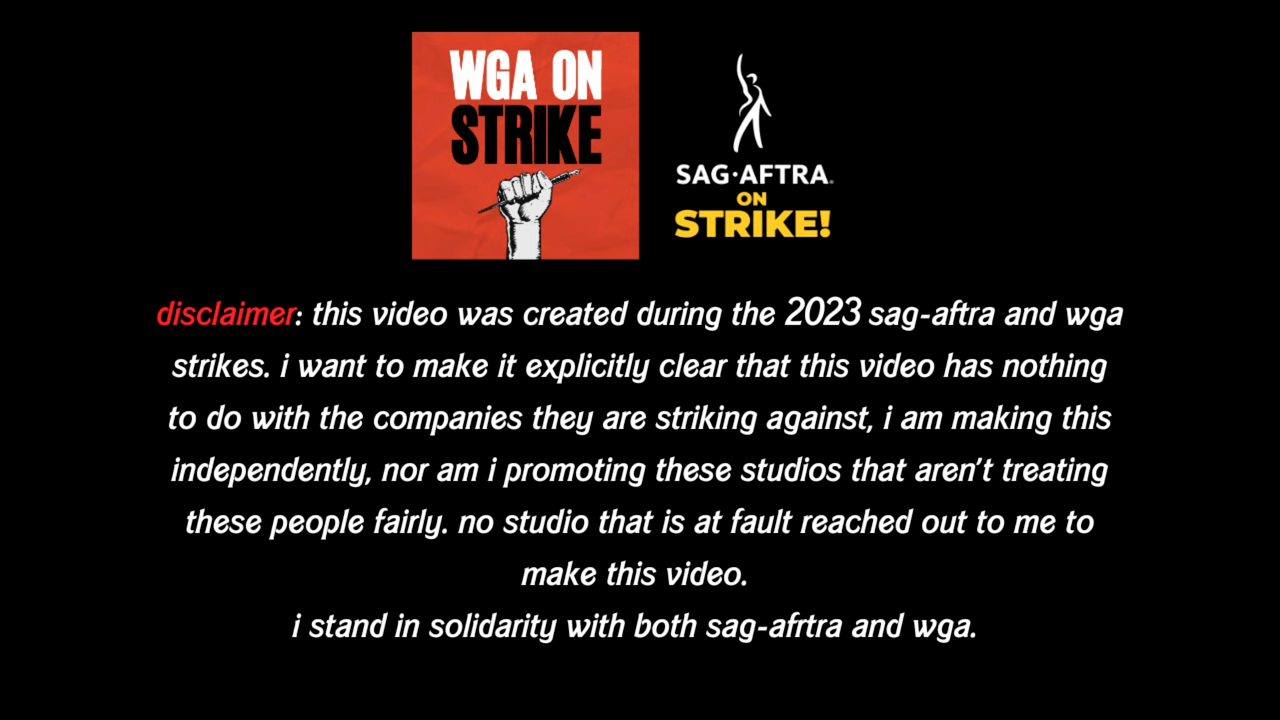 WGA ON
STRIKE
SAG·AFTRA®
ON
STRIKE!
disclaimer: this video was created during the 2023 sag-aftra and wga
strikes. i want to make it explicitly clear that this video has nothing
to do with the companies they are striking against, i am making this
independently, nor am i promoting these studios that aren't treating
these people fairly. no studio that is at fault reached out to me to
make this video.
i stand in solidarity with both sag-afrtra and wga.